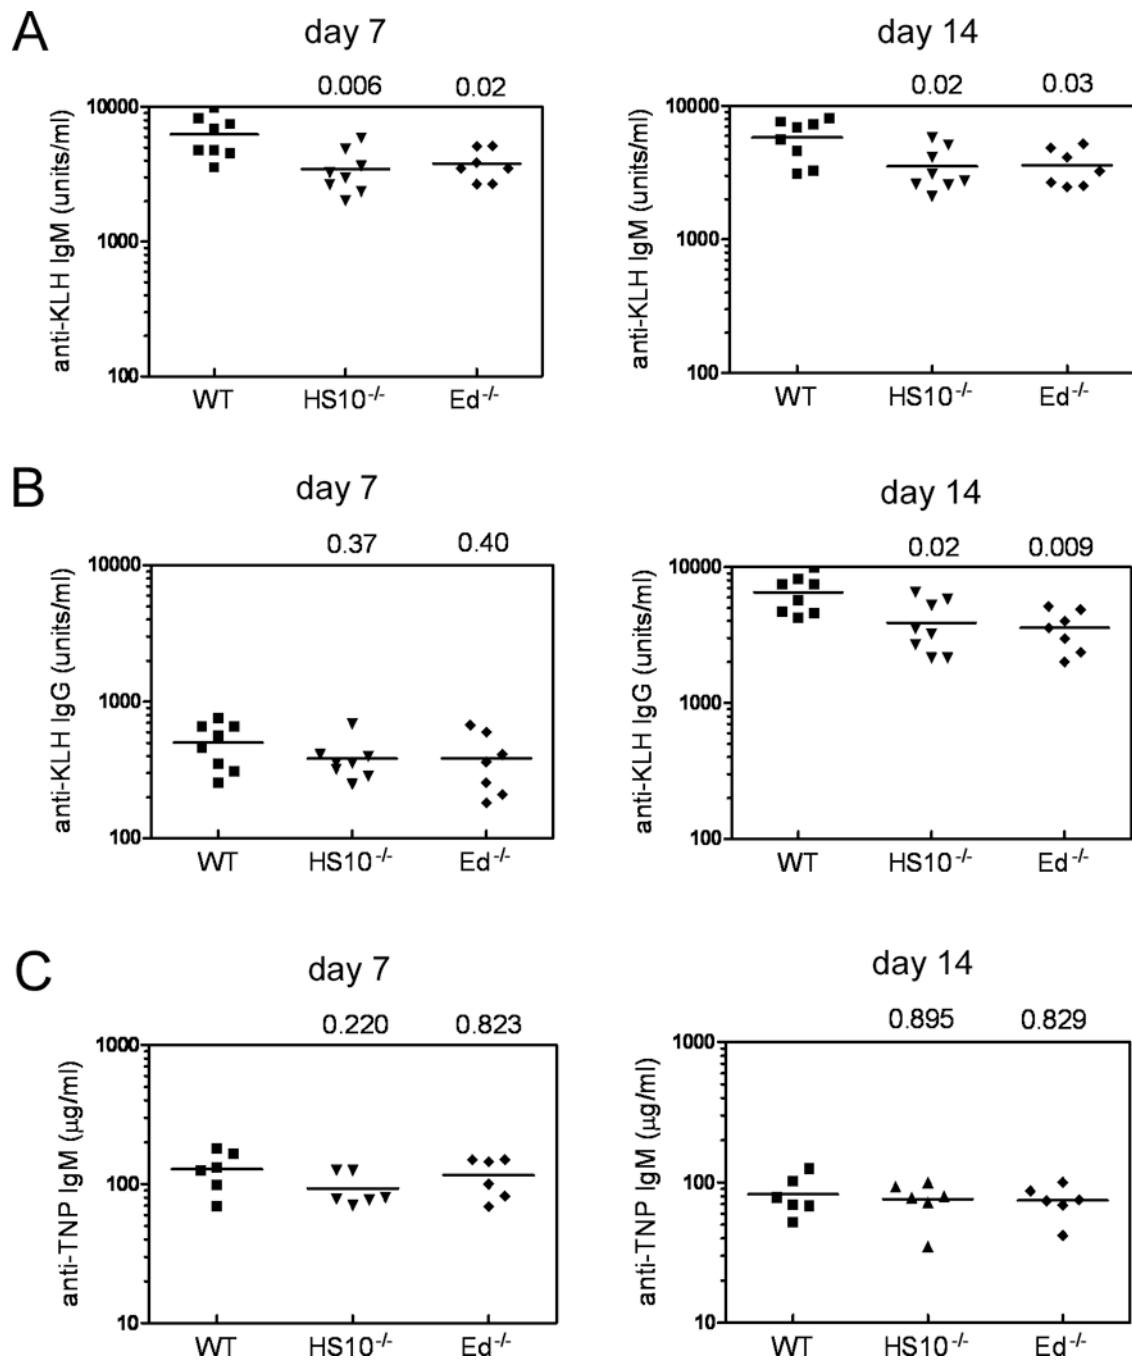 A
day 7
0.006 0.02
10000
1000
100
anti-KLH IgM (units/ml)
WT HS10-/- Ed-/-
day 14
0.02 0.03
10000
1000
100
anti-KLH IgM (units/ml)
WT HS10-/- Ed-/-
B
day 7
0.37 0.40
10000
1000
100
anti-KLH IgG (units/ml)
WT HS10-/- Ed-/-
day 14
0.02 0.009
10000
1000
100
anti-KLH IgG (units/ml)
WT HS10-/- Ed-/-
C
day 7
0.220 0.823
1000
100
10
anti-TNP IgM (µg/ml)
WT HS10-/- Ed-/-
day 14
0.895 0.829
1000
100
10
anti-TNP IgM (µg/ml)
WT HS10-/- Ed-/-